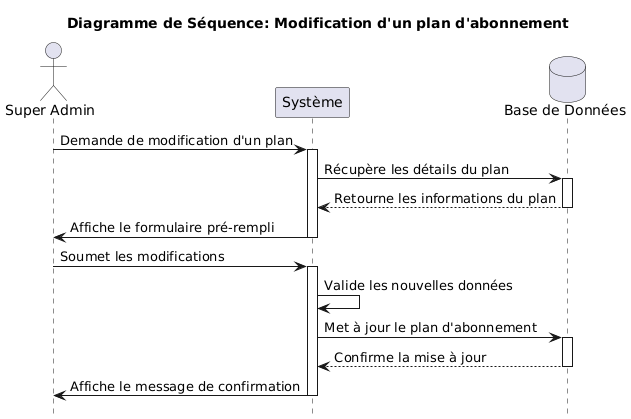 Diagramme de Séquence: Modification d'un plan d'abonnement
Super Admin
Système
Base de Données
Demande de modification d'un plan
Récupère les détails du plan
Retourne les informations du plan
Affiche le formulaire pré-rempli
Soumet les modifications
Valide les nouvelles données
Met à jour le plan d'abonnement
Confirme la mise à jour
Affiche le message de confirmation